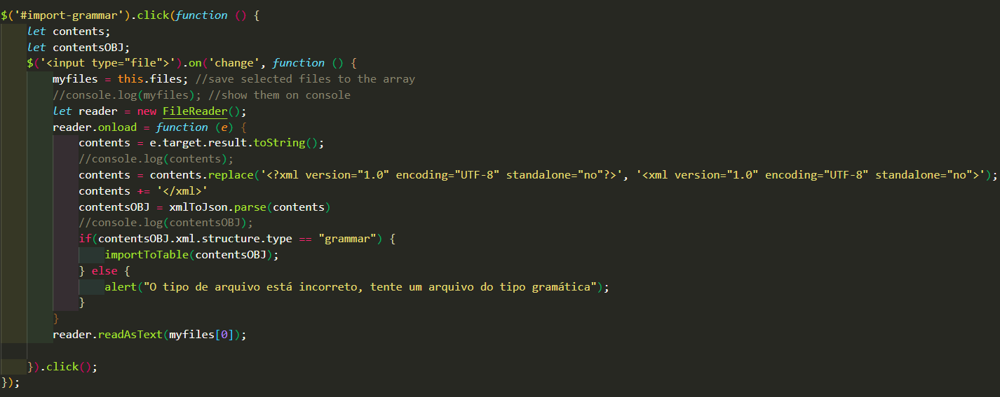 $('#import-grammar').click(function () {
    let contents;
    let contentsOBJ;
    $('<input type="file">').on('change', function () {
        myfiles = this.files; //save selected files to the array
        //console.log(myfiles); //show them on console
        let reader = new FileReader();
        reader.onload = function (e) {
            contents = e.target.result.toString();
            //console.log(contents);
            contents = contents.replace('<?xml version="1.0" encoding="UTF-8" standalone="no"?>', '<xml version="1.0" encoding="UTF-8" standalone="no">');
            contents += '</xml>'
            contentsOBJ = xmlToJson.parse(contents)
            //console.log(contentsOBJ);
            if(contentsOBJ.xml.structure.type == "grammar") {
                importToTable(contentsOBJ);
            } else {
                alert("O tipo de arquivo está incorreto, tente um arquivo do tipo gramática");
            }
        }
        reader.readAsText(myfiles[0]);

    }).click();
});